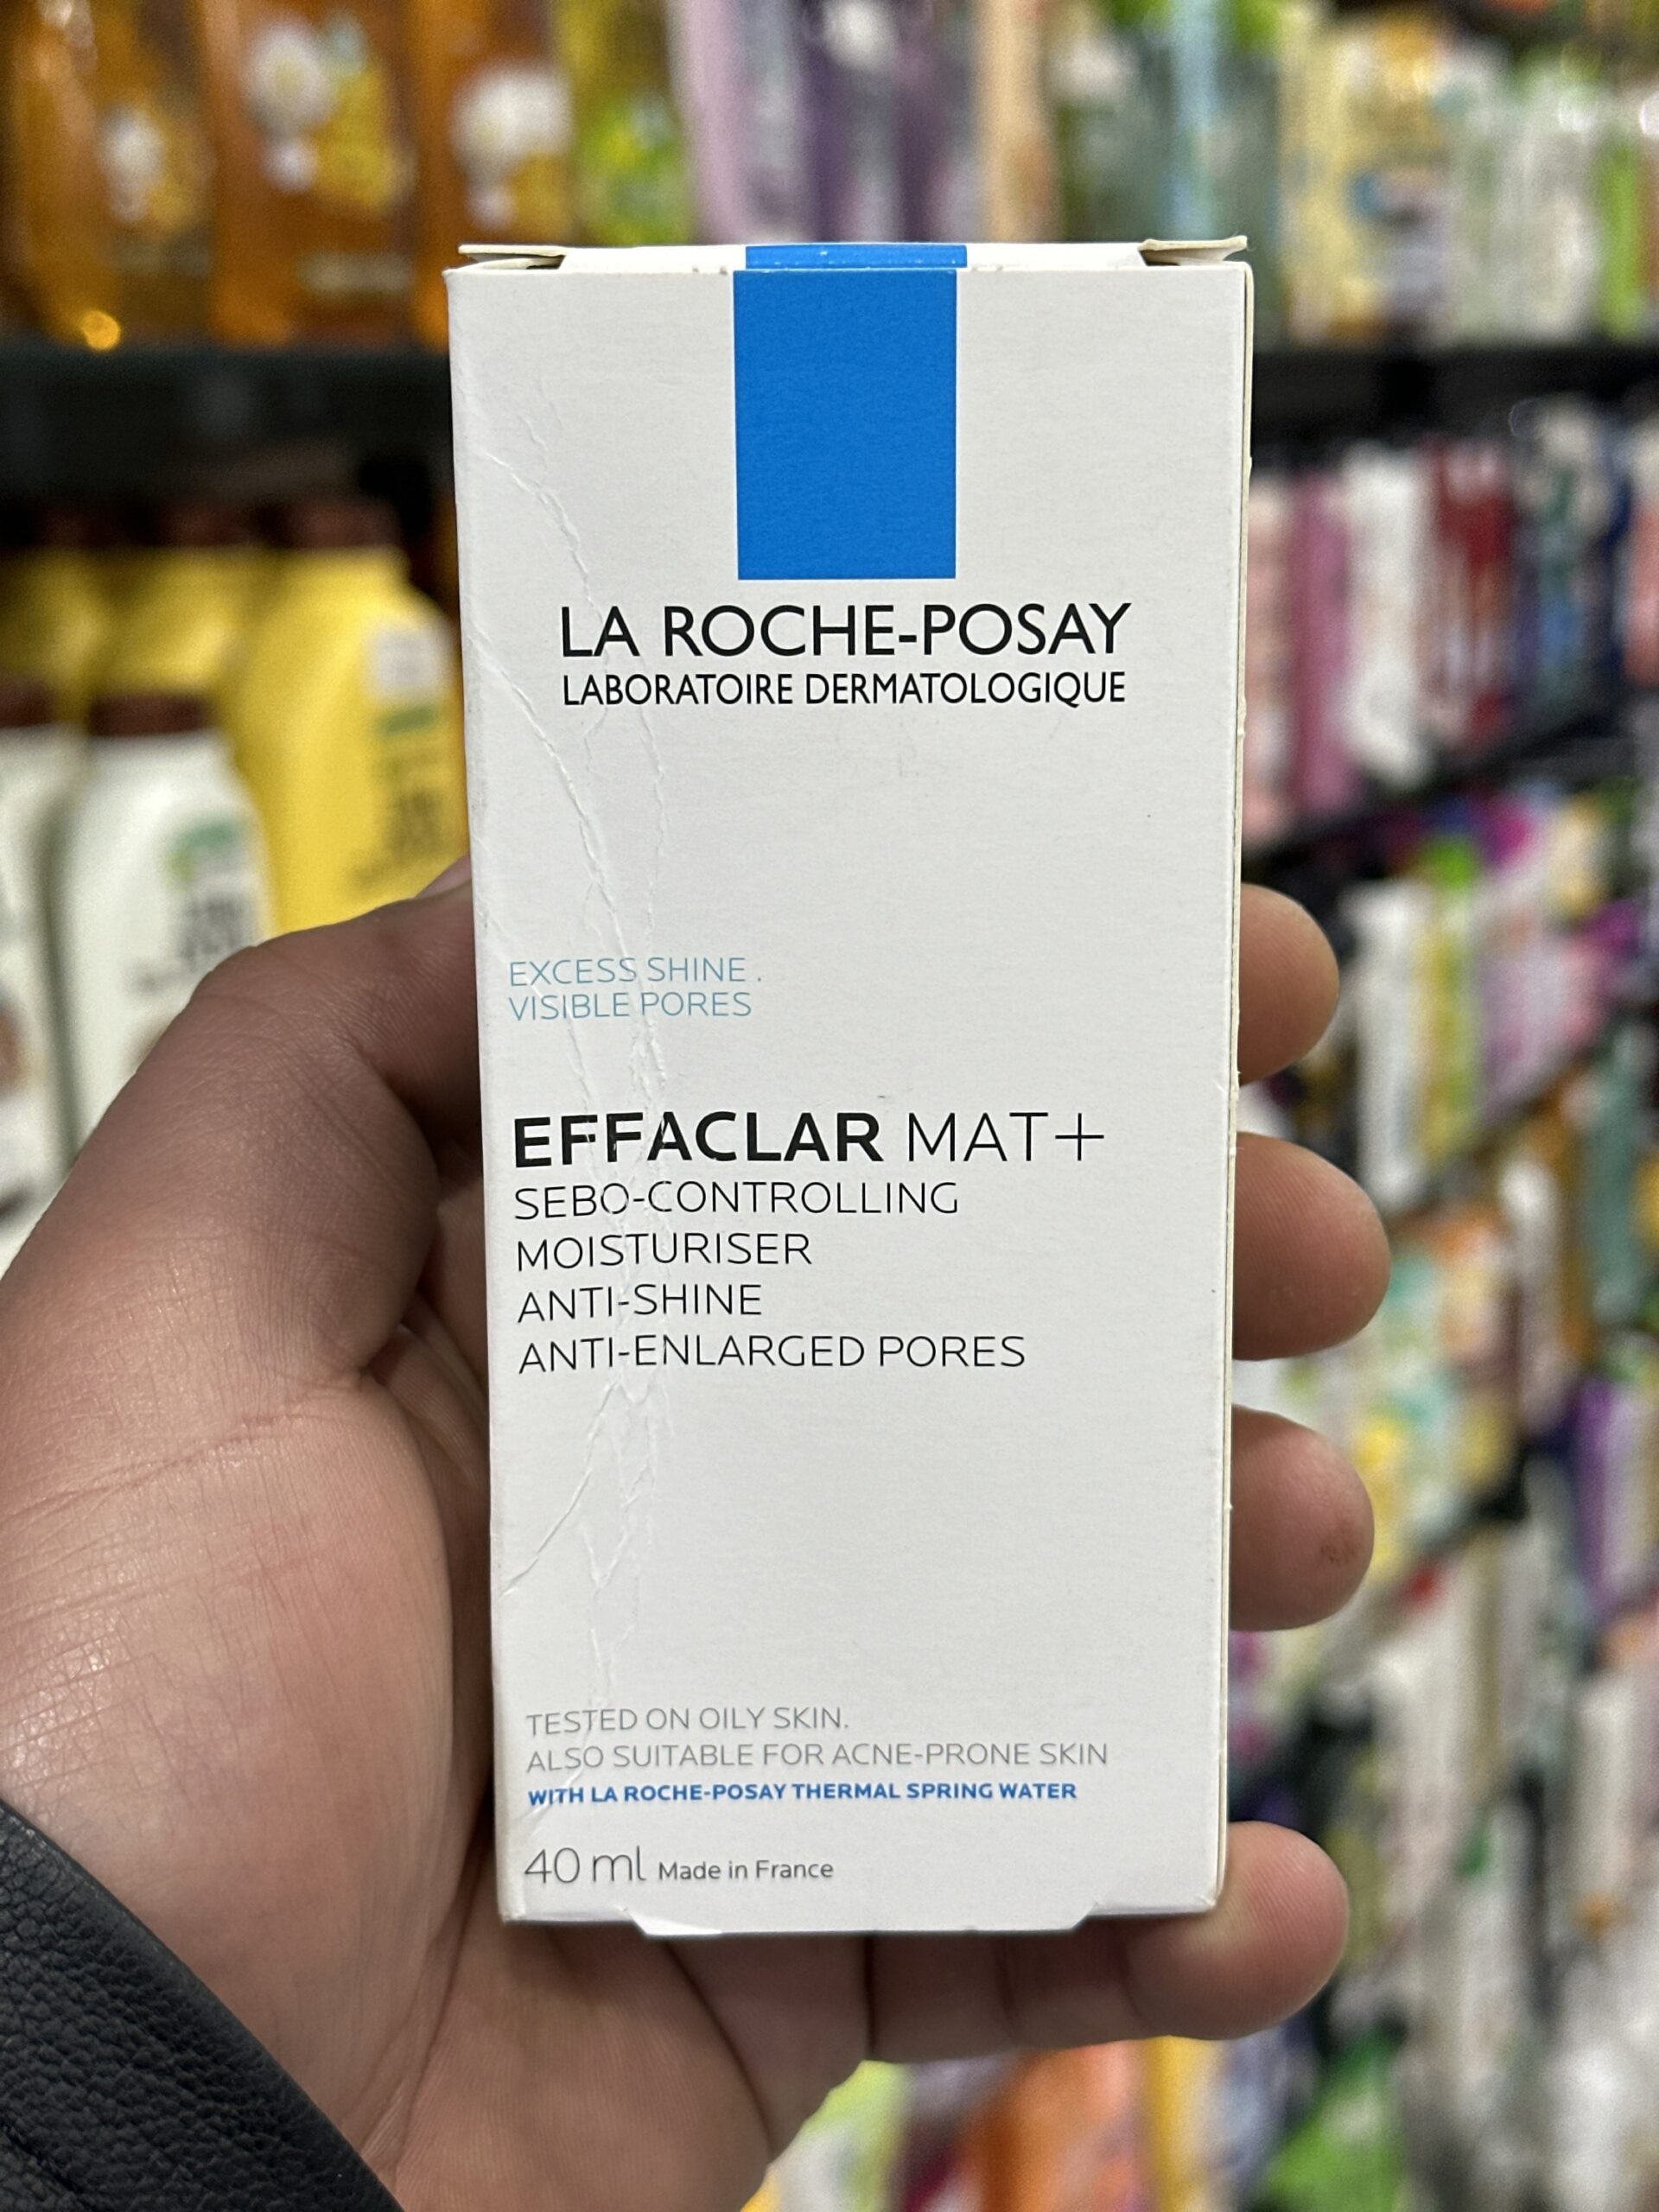 LA ROCHE-POSAY
LABORATOIRE DERMATOLOGIQUE
EXCESS SHINE.
VISIBLE PORES
EFFACLAR MAT+
SEBO-CONTROLLING
MOISTURISER
ANTI-SHINE
ANTI-ENLARGED PORES
TESTED ON OILY SKIN.
ALSO SUITABLE FOR ACNE-PRONE SKIN
WITH LA ROCHE-POSAY THERMAL SPRING WATER
40 ml Made in France